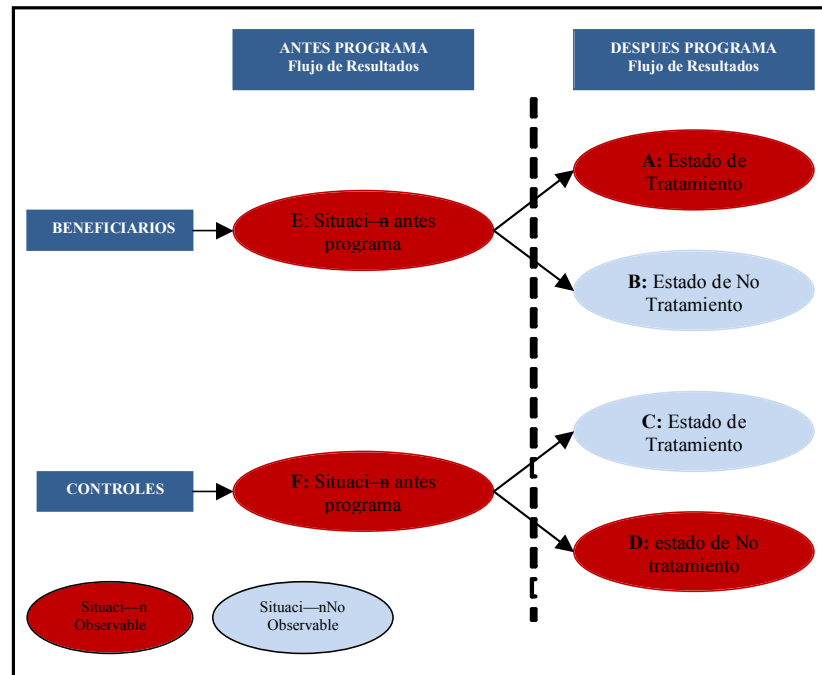 ANTES PROGRAMA
Flujo de Resultados
DESPUES PROGRAMA
Flujo de Resultados
A: Estado de
Tratamiento
BENEFICIARIOS
E: Situaci—n antes
programa
B: Estado de No
Tratamiento
C: Estado de
Tratamiento
CONTROLES
F: Situaci—n antes
programa
D: estado de No
tratamiento
Situaci—n
Observable
Situaci—nNo
Observable